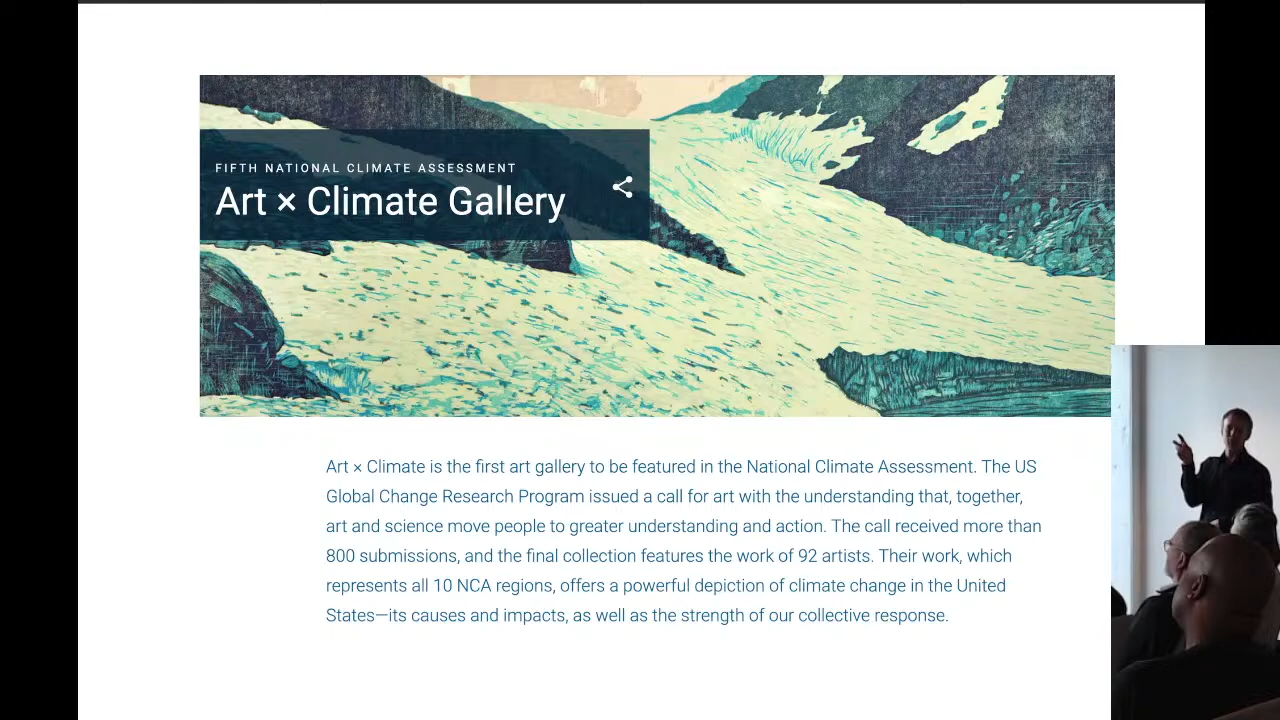 FIFTH NATIONAL CLIMATE ASSESSMENT
Art × Climate Gallery
Art × Climate is the first art gallery to be featured in the National Climate Assessment. The US
Global Change Research Program issued a call for art with the understanding that, together,
art and science move people to greater understanding and action. The call received more than
800 submissions, and the final collection features the work of 92 artists. Their work, which
represents all 10 NCA regions, offers a powerful depiction of climate change in the United
States—its causes and impacts, as well as the strength of our collective response.